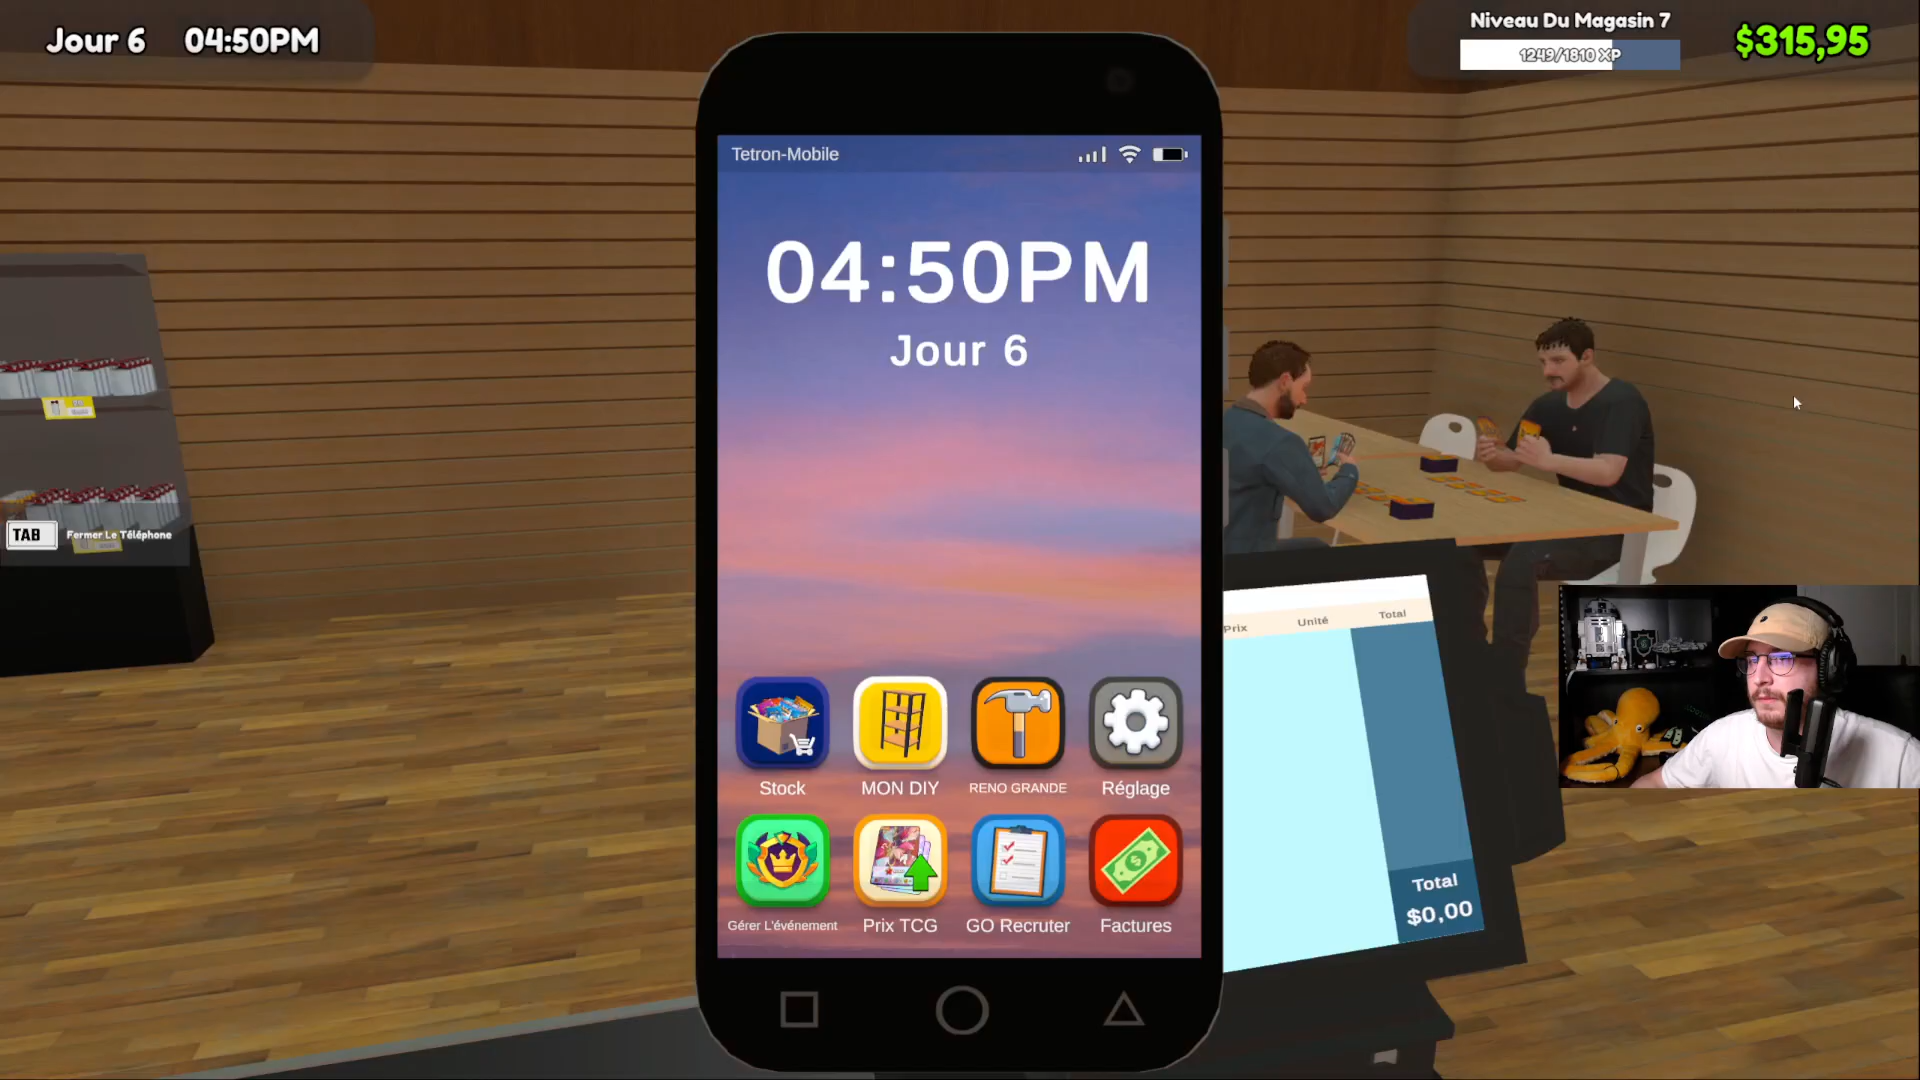 Jour 6 04:50PM
Niveau Du Magasin 7
1249/1810 XP
$315,95
Tetron-Mobile
04:50PM
Jour 6
TAB Fermer Le Téléphone
Prix Unité Total
Stock MON DIY RENO GRANDE Réglage
Gérer L'événement Prix TCG GO Recruter Factures
Total
$0,00